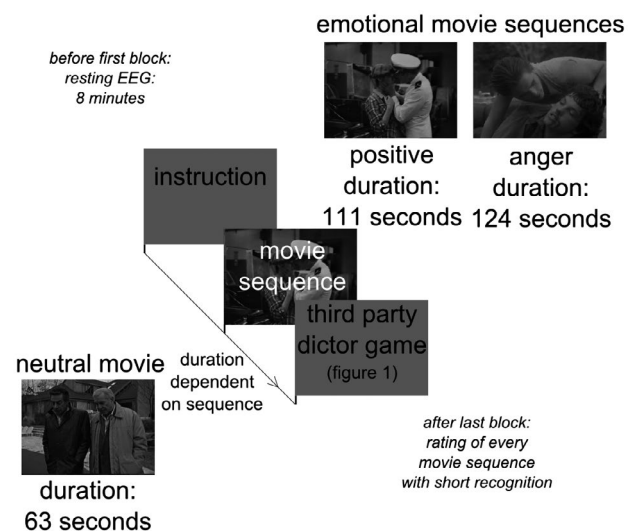 emotional movie sequences
before first block:
resting EEG:
8 minutes
positive
duration:
111 seconds
anger
duration:
124 seconds
instruction
movie
sequence
third party
dictor game
(figure 1)
duration
dependent
on sequence
neutral movie
duration:
63 seconds
after last block:
rating of every
movie sequence
with short recognition